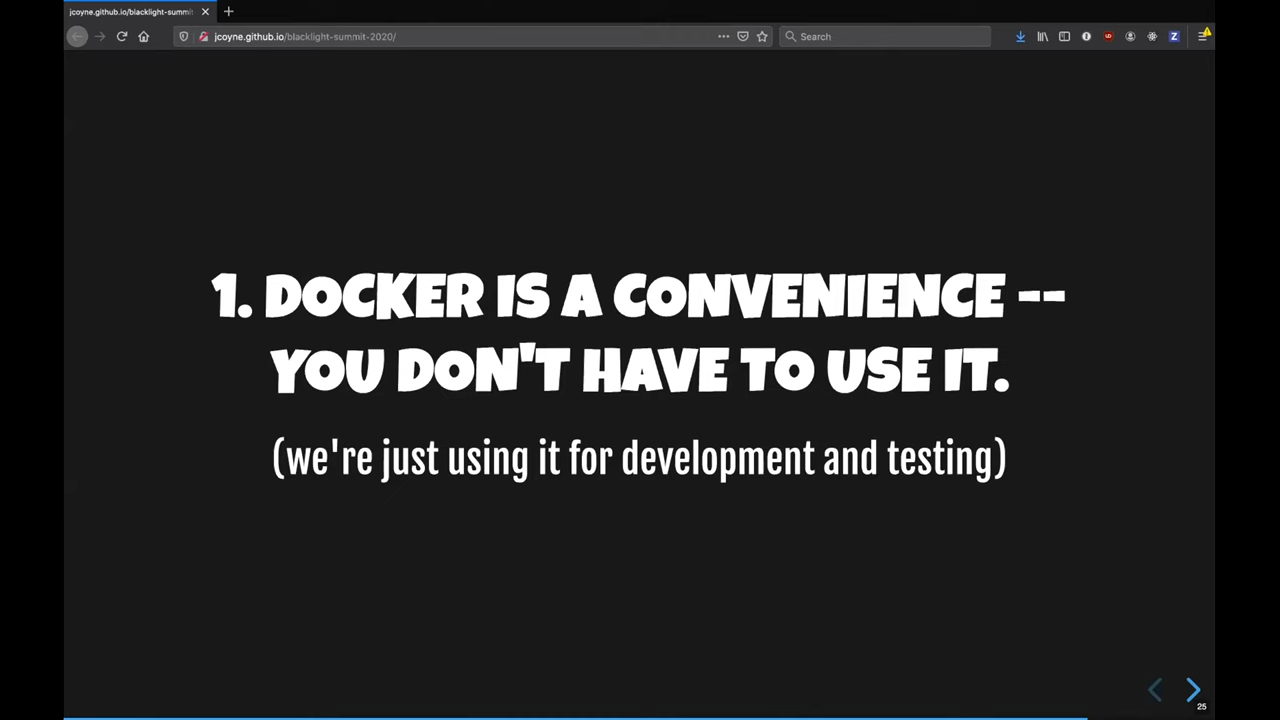 jcoyne.github.io/blacklight-summit
jcoyne.github.io/blacklight-summit-2020/
Search
1. DOCKER IS A CONVENIENCE --
YOU DON'T HAVE TO USE IT.
(we're just using it for development and testing)
25